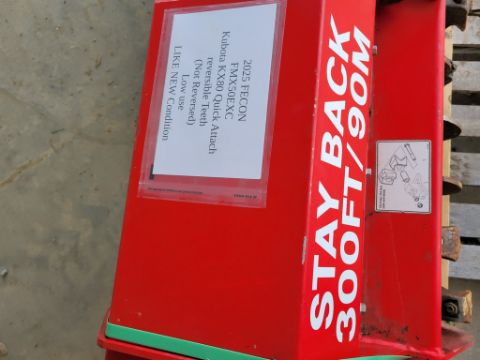 2025 FECON
FMX50EXC
Kubota KX80 Quick Attach
reversible Teeth
(Not Reversed)
Low use
LIKE NEW Condition
STAY BACK
300FT/90M